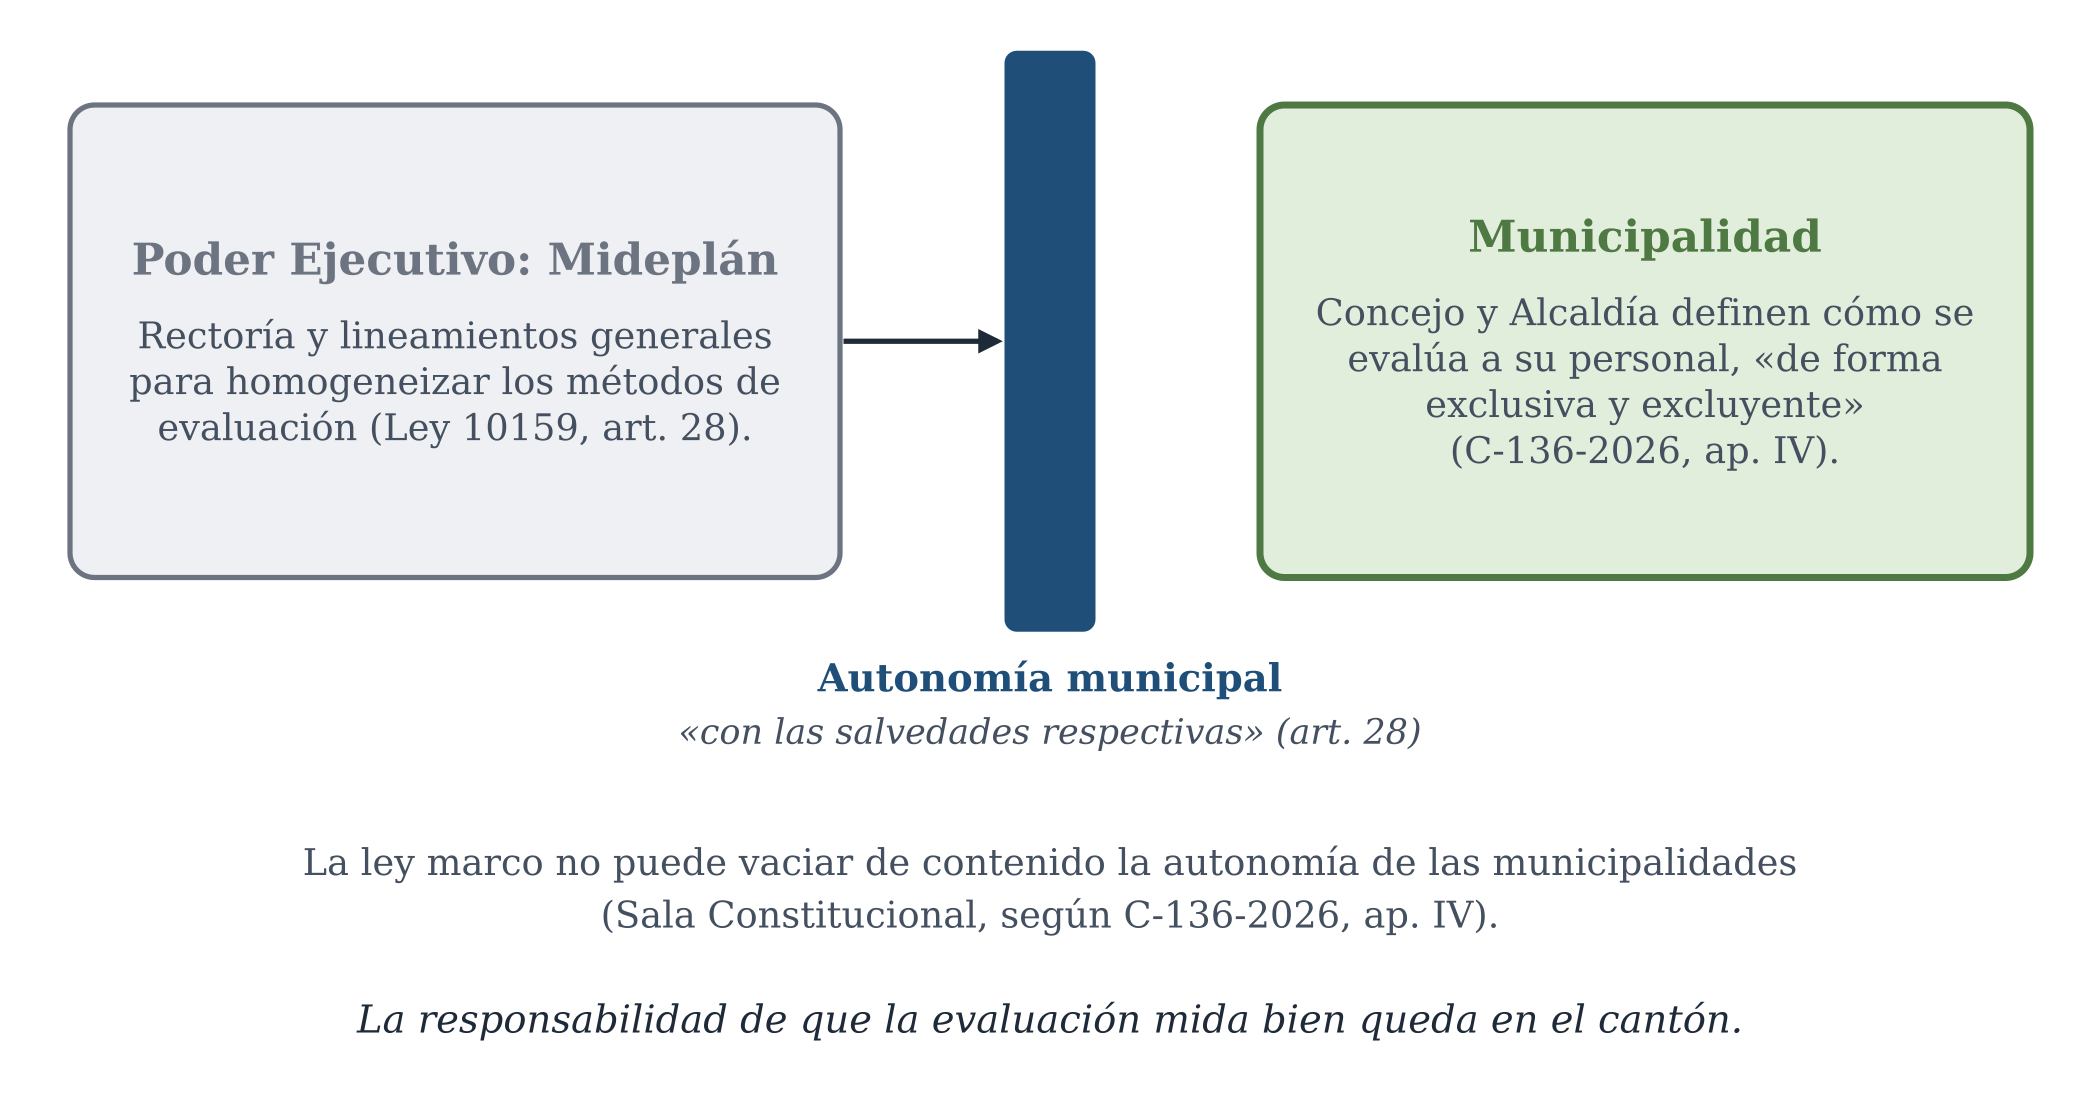 Poder Ejecutivo: Mideplán
Rectoría y lineamientos generales
para homogeneizar los métodos de
evaluación (Ley 10159, art. 28).
Municipalidad
Concejo y Alcaldía definen cómo se
evalúa a su personal, «de forma
exclusiva y excluyente»
(C-136-2026, ap. IV).
Autonomía municipal
«con las salvedades respectivas» (art. 28)
La ley marco no puede vaciar de contenido la autonomía de las municipalidades
(Sala Constitucional, según C-136-2026, ap. IV).
La responsabilidad de que la evaluación mida bien queda en el cantón.